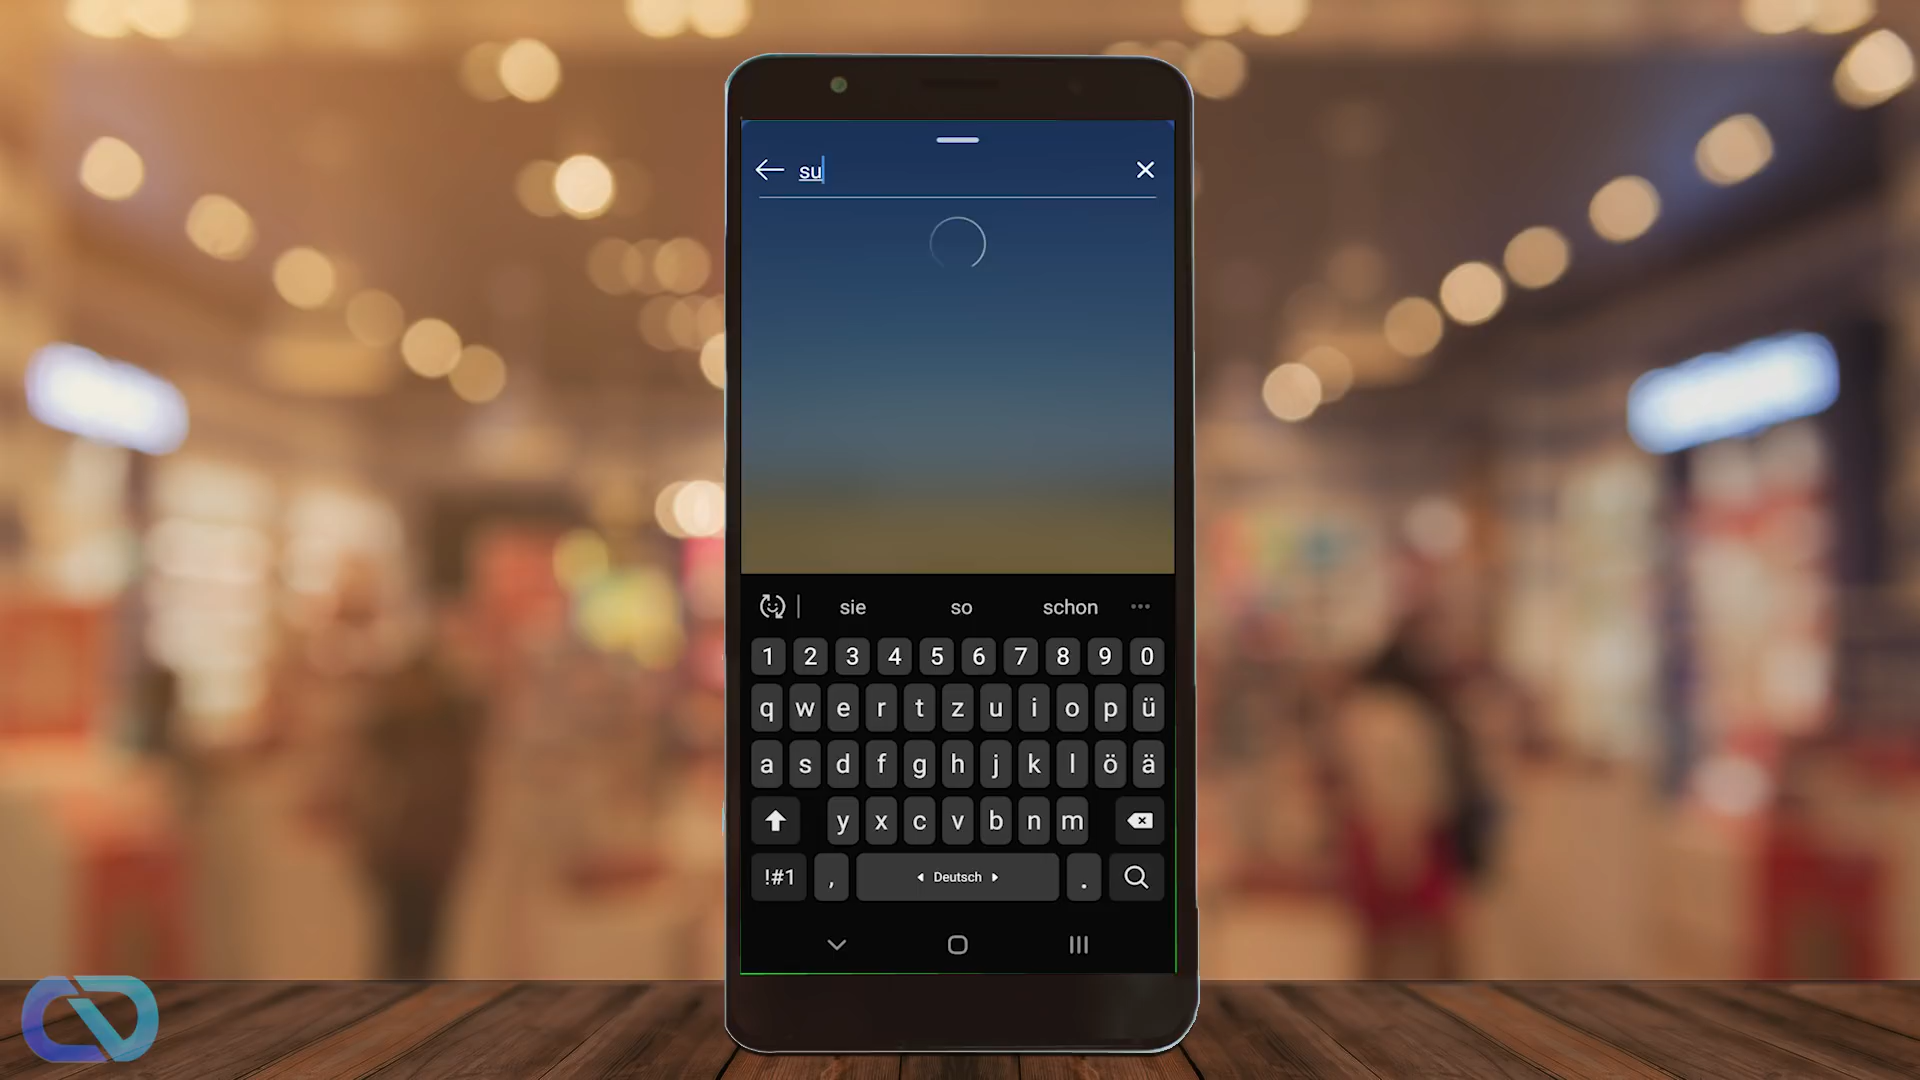 su
sie so schon
1 2 3 4 5 6 7 8 9 0
q w e r t z u i o p ü
a s d f g h j k l ö ä
y x c v b n m
!#1 , Deutsch .